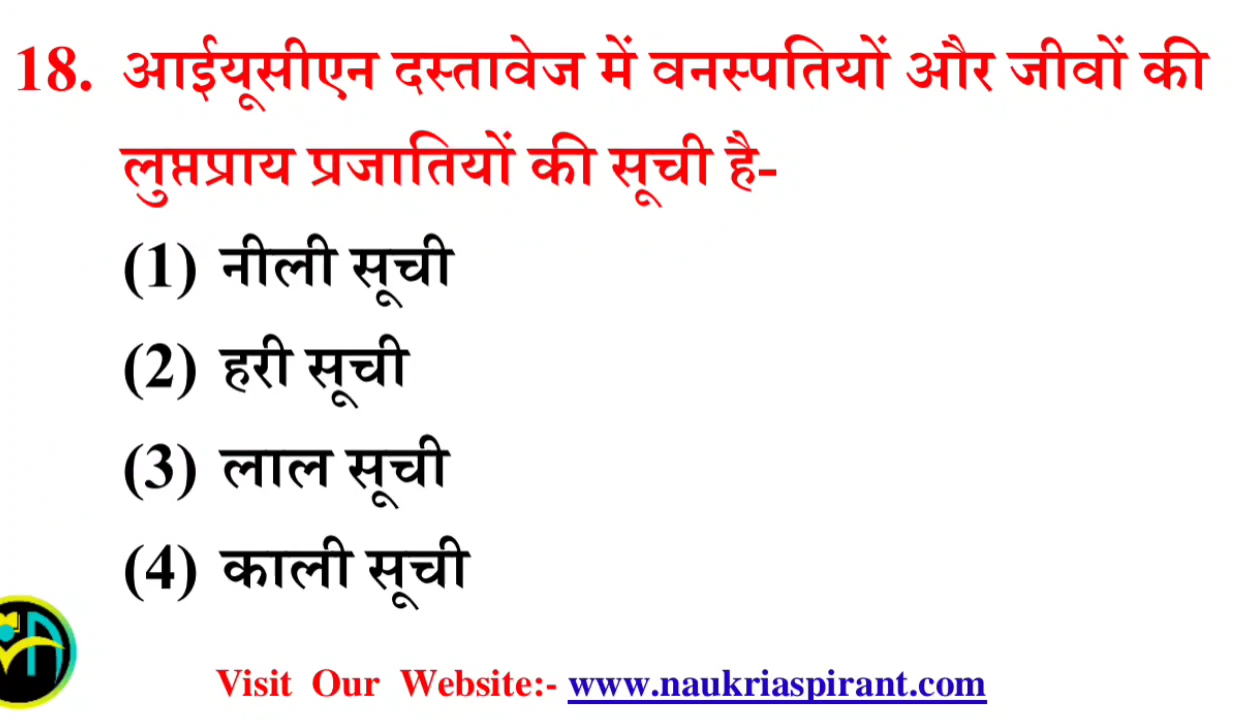 18. आईयूसीएन दस्तावेज में वनस्पतियों और जीवों की
लुप्तप्राय प्रजातियों की सूची है-
(1) नीली सूची
(2) हरी सूची
(3) लाल सूची
(4) काली सूची
Visit Our Website:- www.naukriaspirant.com